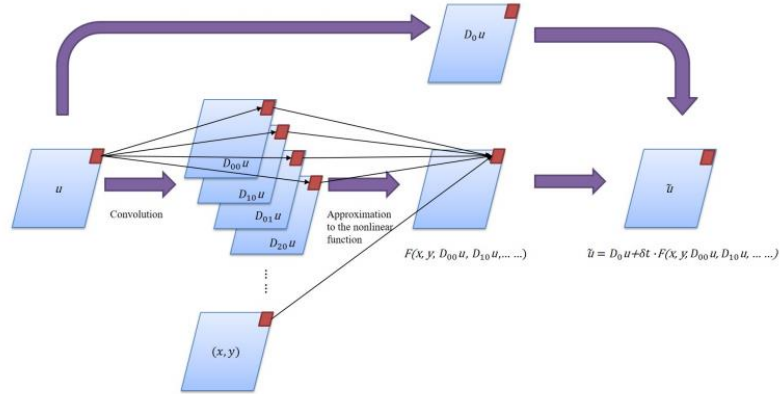 D₀u
u
D₀₀u
D₁₀u
D₀₁u
D₂₀u
Convolution
Approximation
to the nonlinear
function
ũ
F(x, y, D₀₀u, D₁₀u,... ...)
ũ = D₀u+δt·F(x, y, D₀₀u, D₁₀u, ... ...)
⋮
⋮
(x, y)